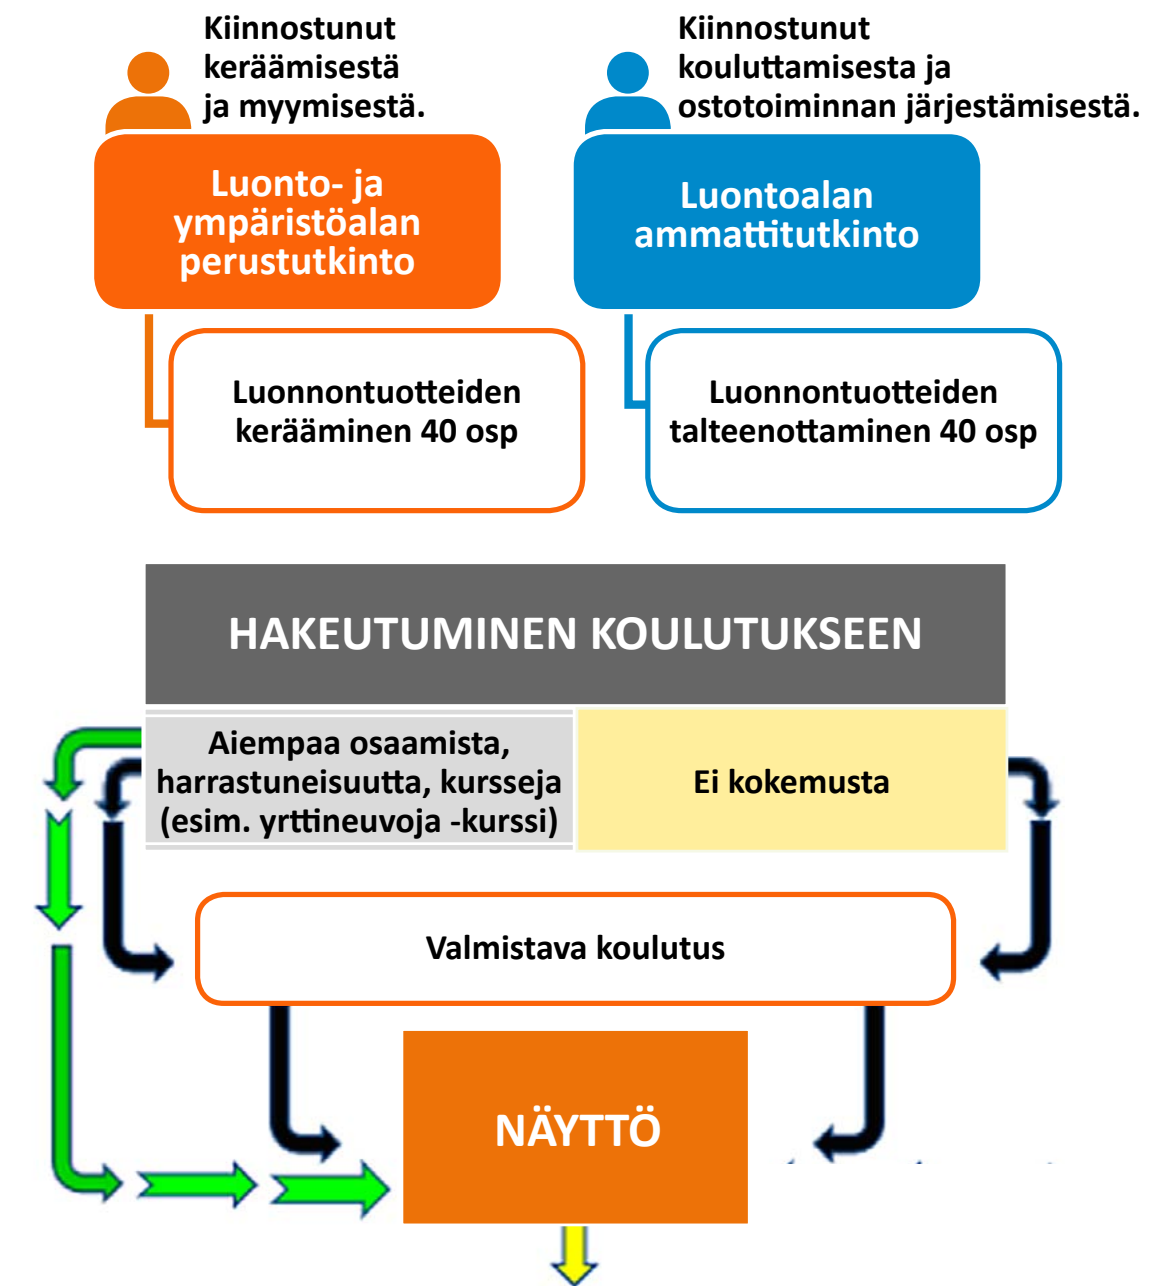 Kiinnostunut
keräämisestä
ja myymisestä.
Kiinnostunut
kouluttamisesta ja
ostotoiminnan järjestämisestä.
Luonto- ja
ympäristöalan
perustutkinto
Luontoalan
ammattitutkinto
Luonnontuotteiden
kerääminen 40 osp
Luonnontuotteiden
talteenottaminen 40 osp
HAKEUTUMINEN KOULUTUKSEEN
Aiempaa osaamista,
harrastuneisuutta, kursseja
(esim. yrttineuvoja -kurssi)
Ei kokemusta
Valmistava koulutus
NÄYTTÖ